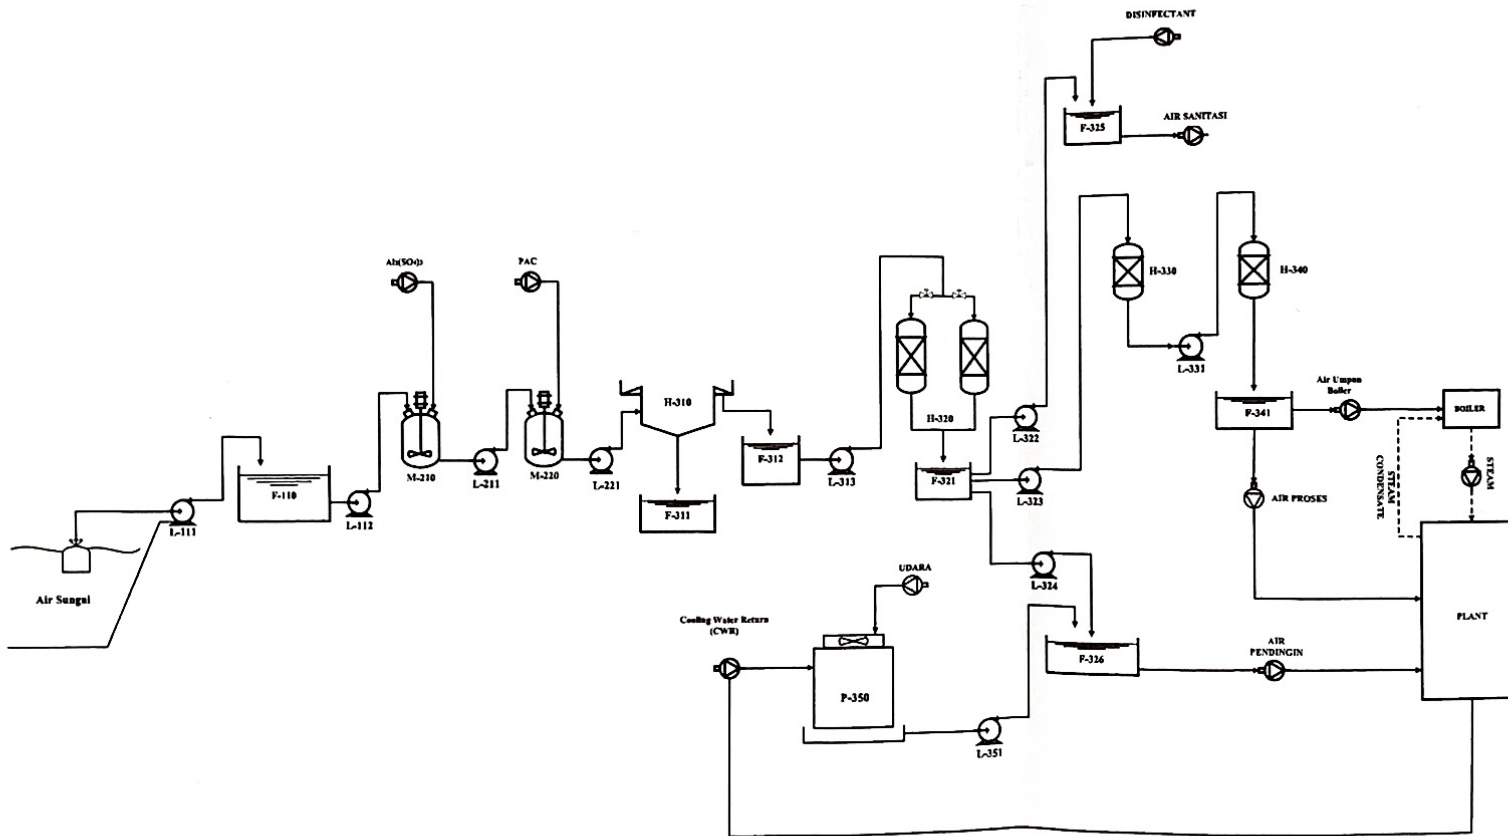 DISINFECTANT
F-325
AIR SANITASI
Al2(SO4)3
PAC
H-330
H-340
L-331
Air Umpan
Boiler
F-341
BOILER
STEAM
STEAM
CONDENSATE
H-310
H-320
L-322
F-312
L-313
F-321
L-323
M-210
L-211
M-220
L-221
F-110
L-112
L-111
F-311
AIR PROSES
Air Sungai
L-324
UDARA
Cooling Water Return
(CWR)
P-350
L-351
F-326
AIR
PENDINGIN
PLANT